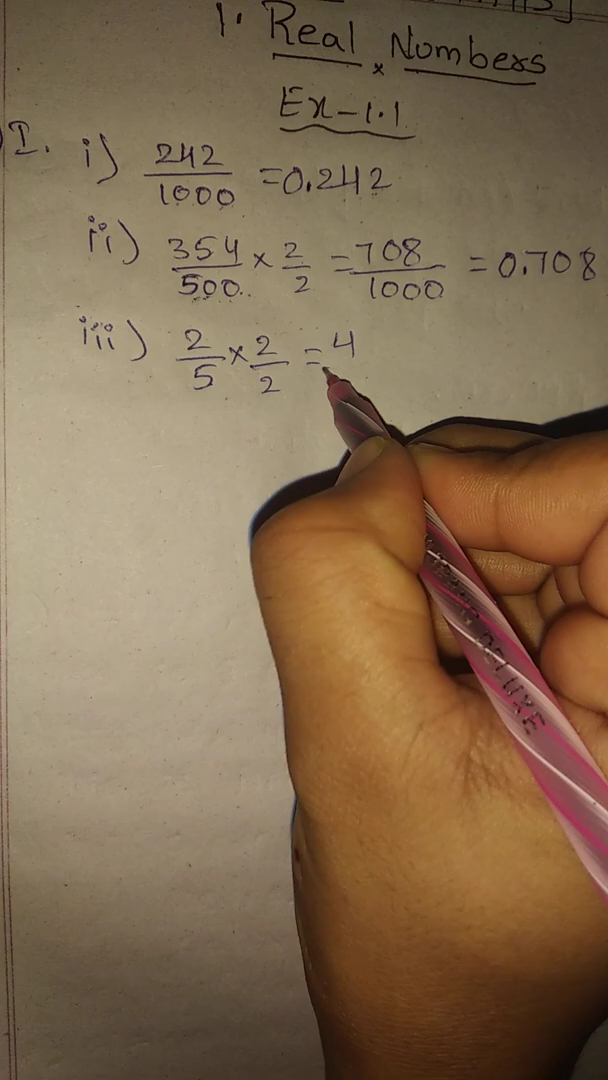 1. Real Numbers
Ex-1.1
I. i) 242/1000 = 0.242
ii) 354/500 × 2/2 = 708/1000 = 0.708
iii) 2/5 × 2/2 = 4
DELUXE